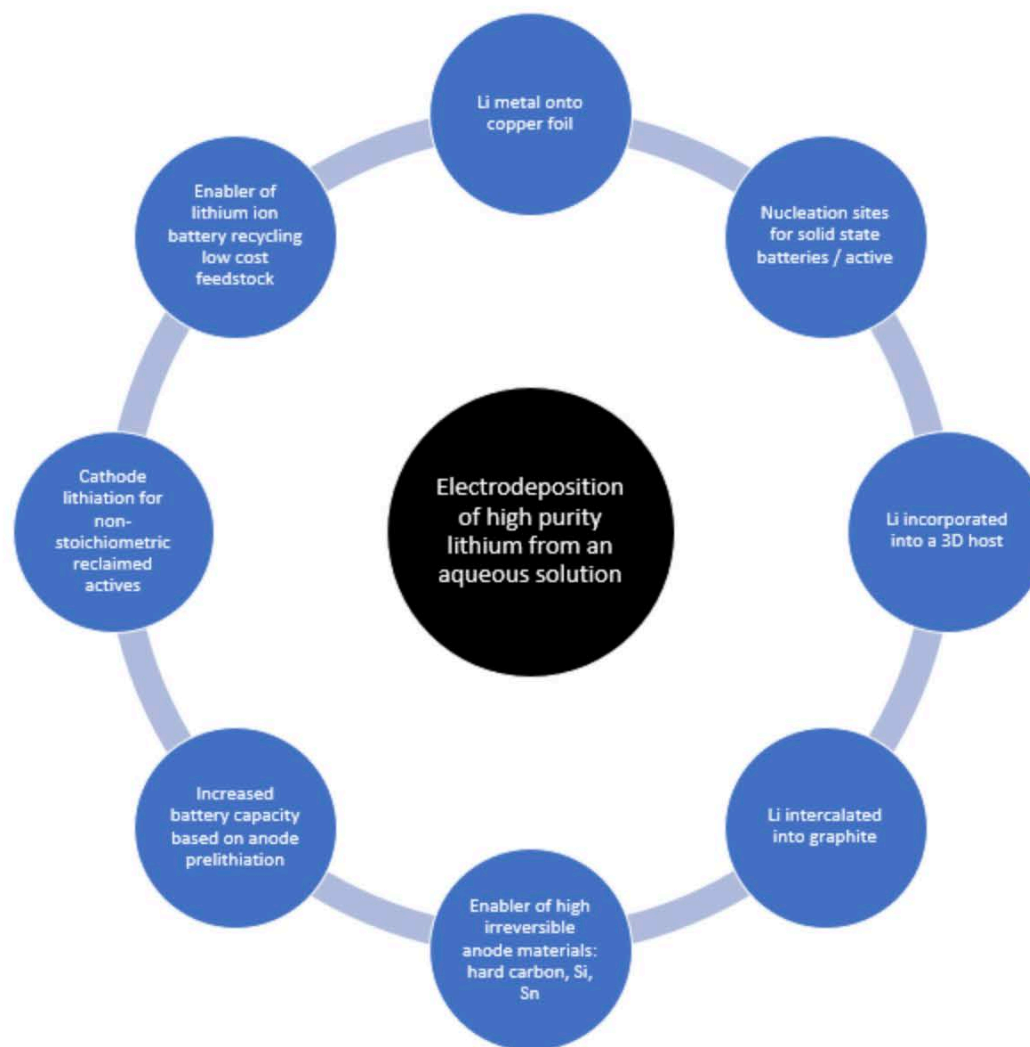 Li metal onto
copper foil
Nucleation sites
for solid state
batteries / active
Li incorporated
into a 3D host
Li intercalated
into graphite
Enabler of high
irreversible
anode materials:
hard carbon, Si,
Sn
Increased
battery capacity
based on anode
prelithiation
Cathode
lithiation for
non-
stoichiometric
reclaimed
actives
Enabler of
lithium ion
battery recycling
low cost
feedstock
Electrodeposition
of high purity
lithium from an
aqueous solution